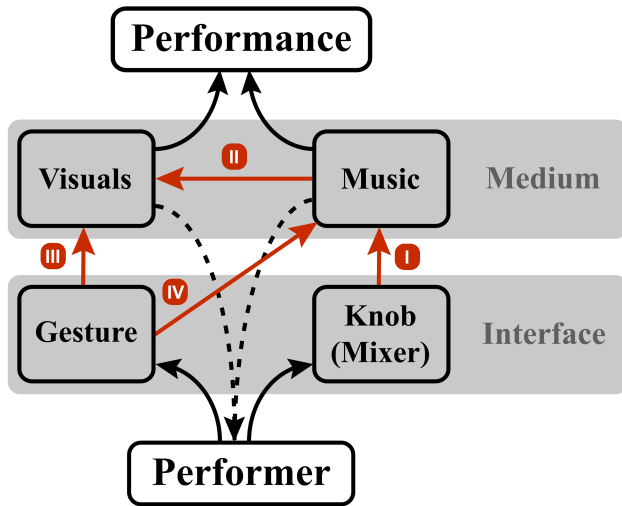 Performance
II
Visuals
Music
Medium
III
IV
I
Gesture
Knob
(Mixer)
Interface
Performer